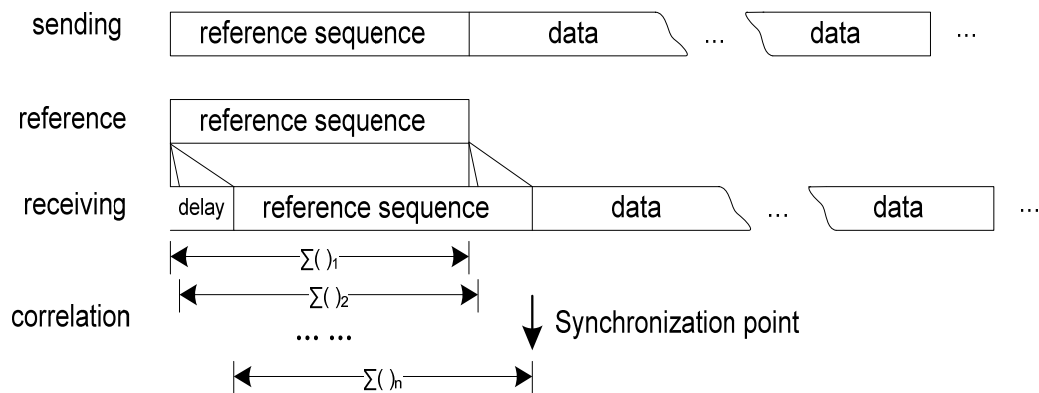 sending reference sequence data ... data ...
reference reference sequence
receiving delay reference sequence data ... data ...
∑( )₁
∑( )₂
correlation Synchronization point
... ...
∑( )ₙ